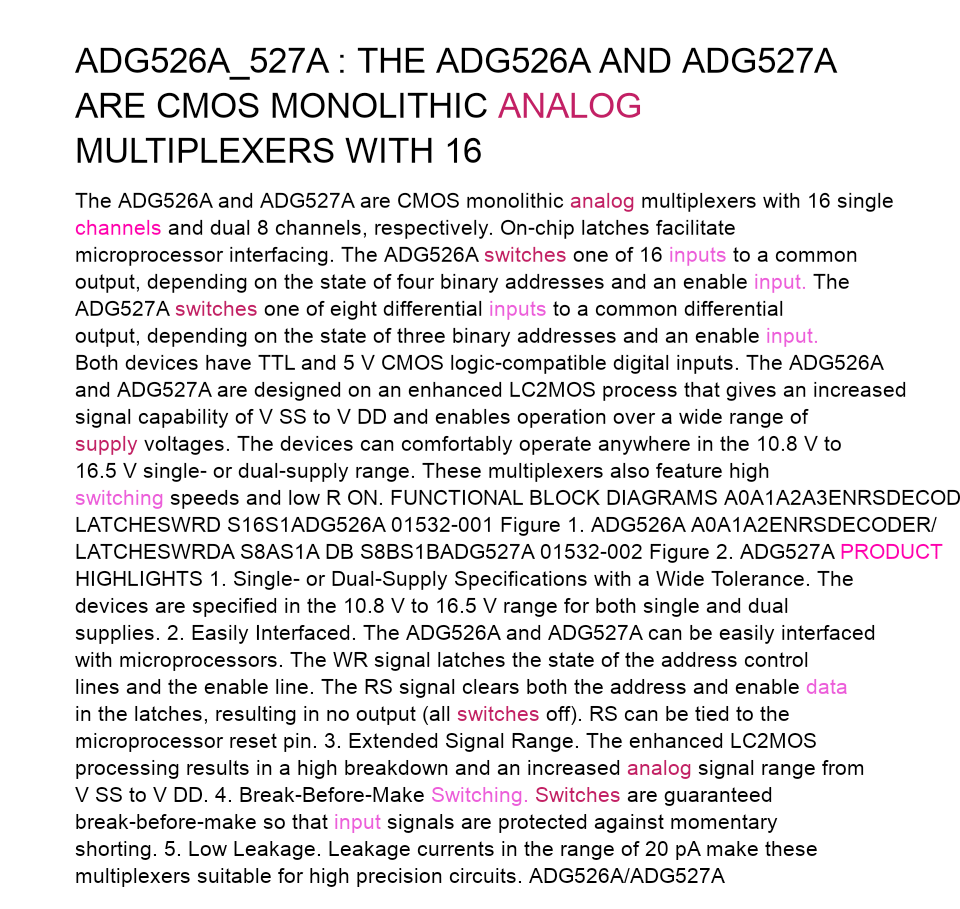 ADG526A_527A : THE ADG526A AND ADG527A
ARE CMOS MONOLITHIC ANALOG
MULTIPLEXERS WITH 16
The ADG526A and ADG527A are CMOS monolithic analog multiplexers with 16 single
channels and dual 8 channels, respectively. On-chip latches facilitate
microprocessor interfacing. The ADG526A switches one of 16 inputs to a common
output, depending on the state of four binary addresses and an enable input. The
ADG527A switches one of eight differential inputs to a common differential
output, depending on the state of three binary addresses and an enable input.
Both devices have TTL and 5 V CMOS logic-compatible digital inputs. The ADG526A
and ADG527A are designed on an enhanced LC2MOS process that gives an increased
signal capability of V SS to V DD and enables operation over a wide range of
supply voltages. The devices can comfortably operate anywhere in the 10.8 V to
16.5 V single- or dual-supply range. These multiplexers also feature high
switching speeds and low R ON. FUNCTIONAL BLOCK DIAGRAMS A0A1A2A3ENRSDECOD
LATCHESWRD S16S1ADG526A 01532-001 Figure 1. ADG526A A0A1A2ENRSDECODER/
LATCHESWRDA S8AS1A DB S8BS1BADG527A 01532-002 Figure 2. ADG527A PRODUCT
HIGHLIGHTS 1. Single- or Dual-Supply Specifications with a Wide Tolerance. The
devices are specified in the 10.8 V to 16.5 V range for both single and dual
supplies. 2. Easily Interfaced. The ADG526A and ADG527A can be easily interfaced
with microprocessors. The WR signal latches the state of the address control
lines and the enable line. The RS signal clears both the address and enable data
in the latches, resulting in no output (all switches off). RS can be tied to the
microprocessor reset pin. 3. Extended Signal Range. The enhanced LC2MOS
processing results in a high breakdown and an increased analog signal range from
V SS to V DD. 4. Break-Before-Make Switching. Switches are guaranteed
break-before-make so that input signals are protected against momentary
shorting. 5. Low Leakage. Leakage currents in the range of 20 pA make these
multiplexers suitable for high precision circuits. ADG526A/ADG527A